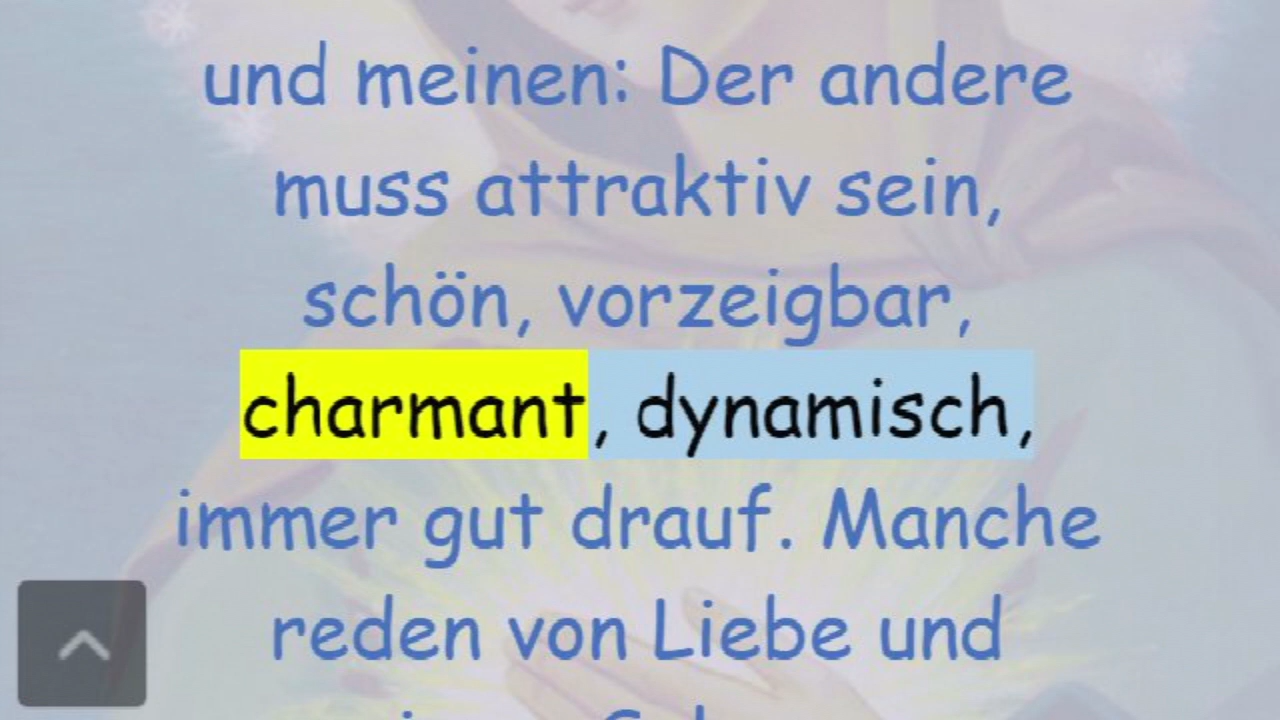 und meinen: Der andere
muss attraktiv sein,
schön, vorzeigbar,
charmant, dynamisch,
immer gut drauf. Manche
reden von Liebe und